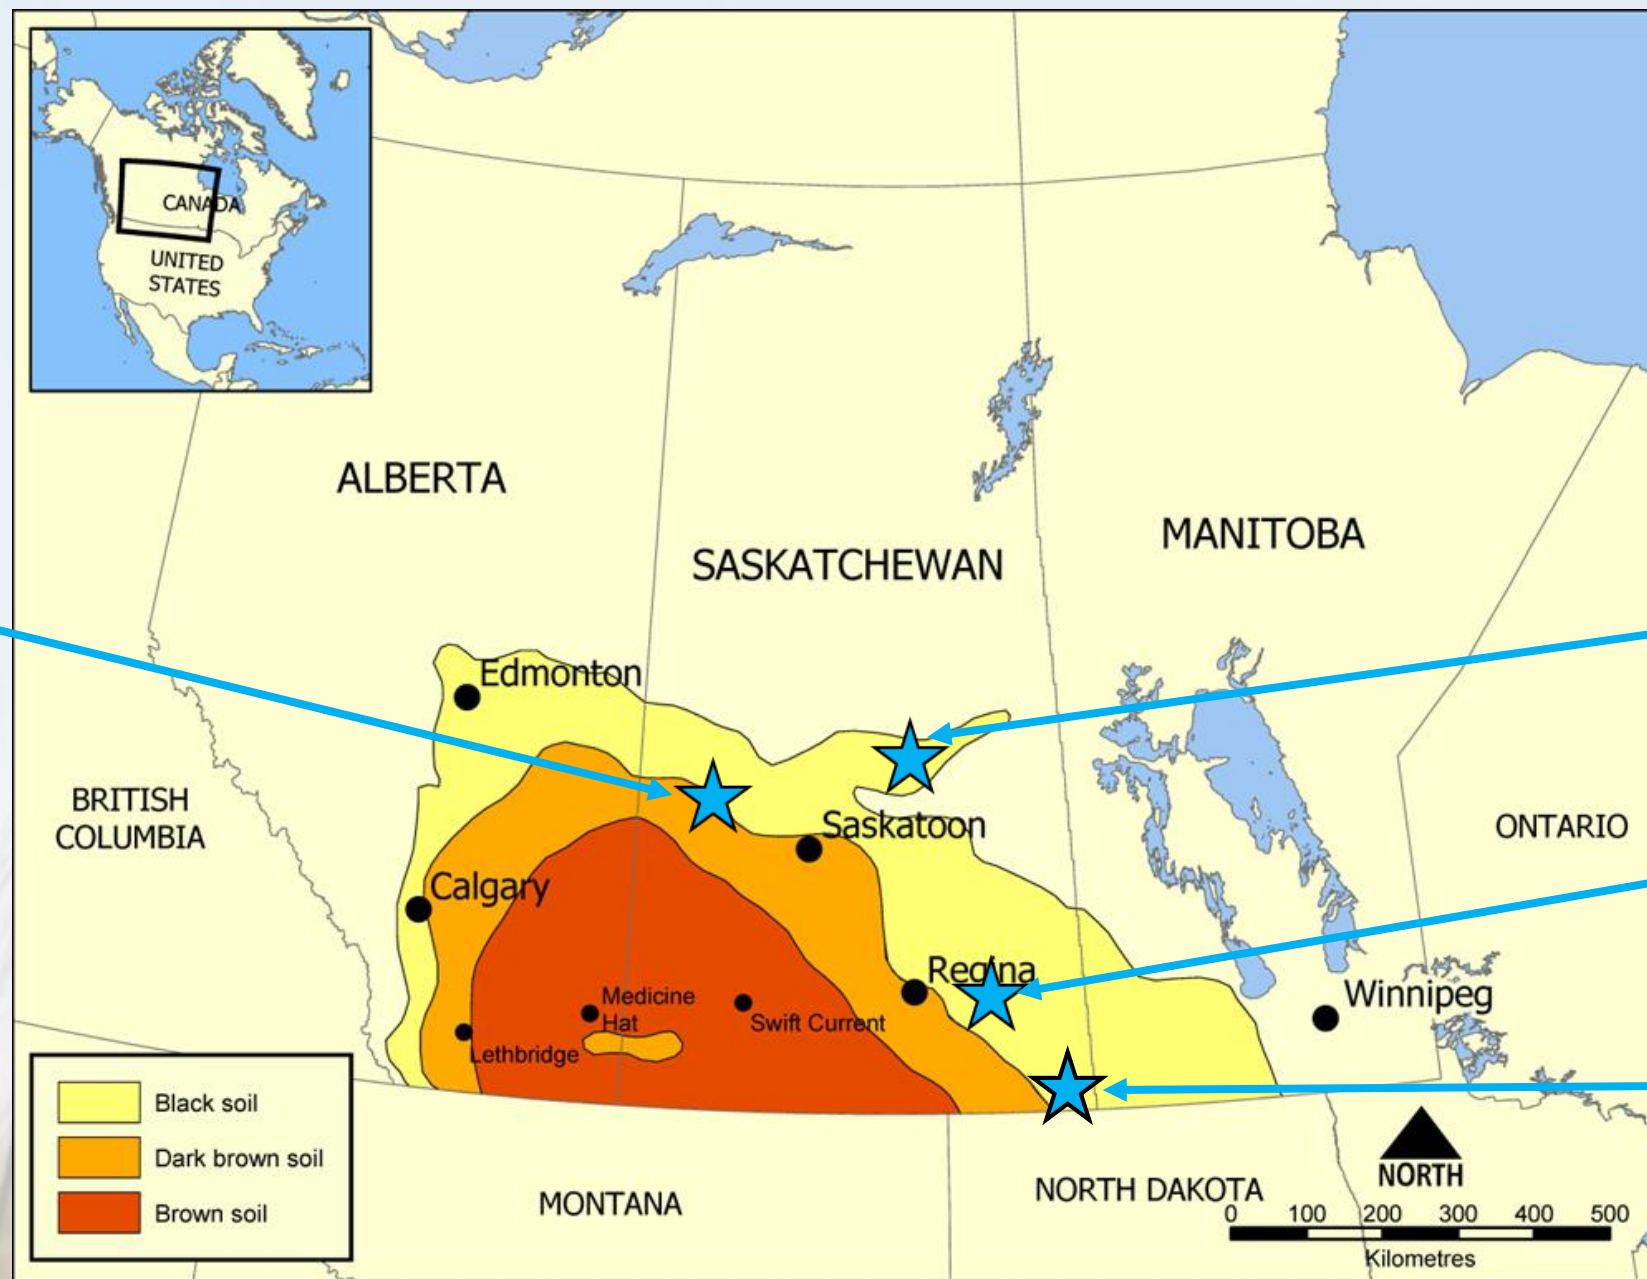 CANADA
UNITED
STATES
ALBERTA
SASKATCHEWAN
MANITOBA
Edmonton
BRITISH
COLUMBIA
Saskatoon
ONTARIO
Calgary
Regina
Winnipeg
Medicine
Hat
Swift Current
Lethbridge
Black soil
Dark brown soil
Brown soil
MONTANA
NORTH DAKOTA
NORTH
0 100 200 300 400 500
Kilometres